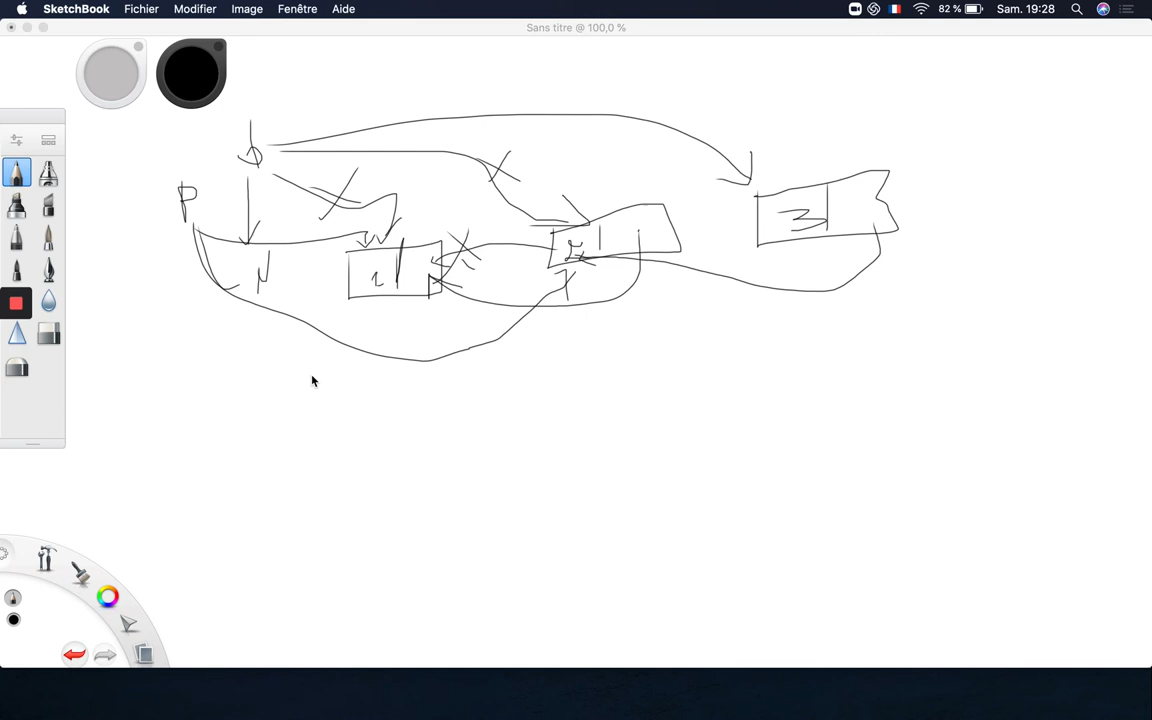 SketchBook Fichier Modifier Image Fenêtre Aide 82 % Sam. 19:28
Sans titre @ 100,0 %
P
N
1
2
3